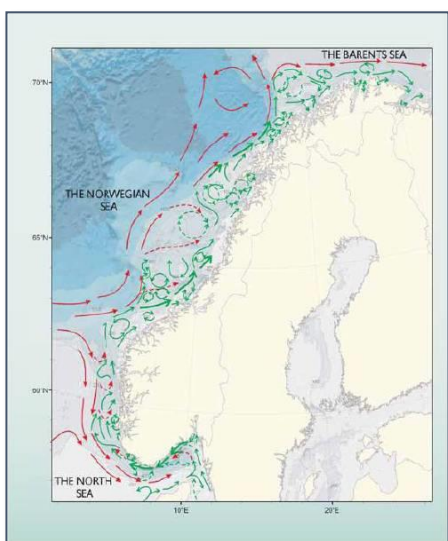 THE BARENTS SEA
70°N
THE NORWEGIAN
SEA
65°N
60°N
THE NORTH
SEA
10°E
20°E